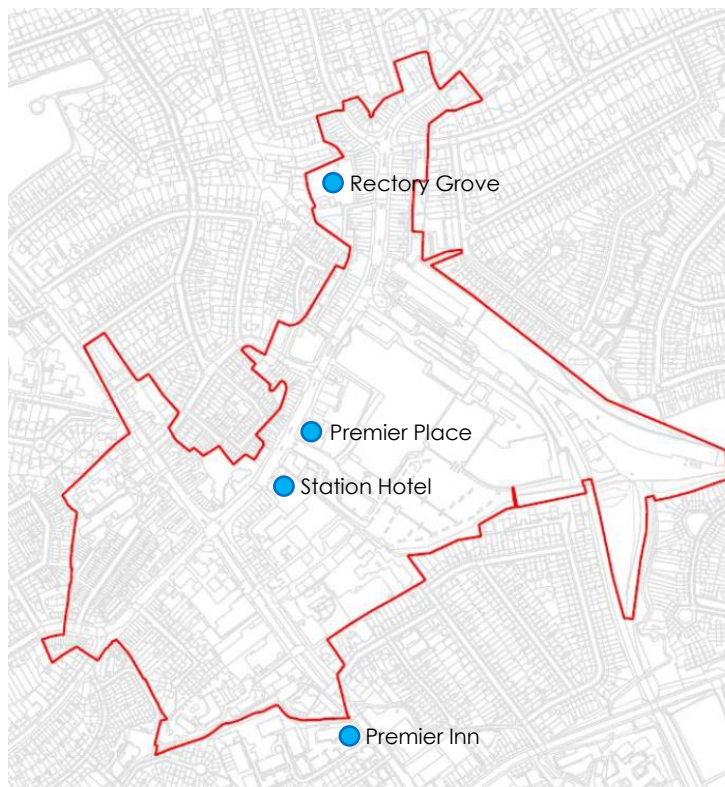 Rectory Grove
Premier Place
Station Hotel
Premier Inn